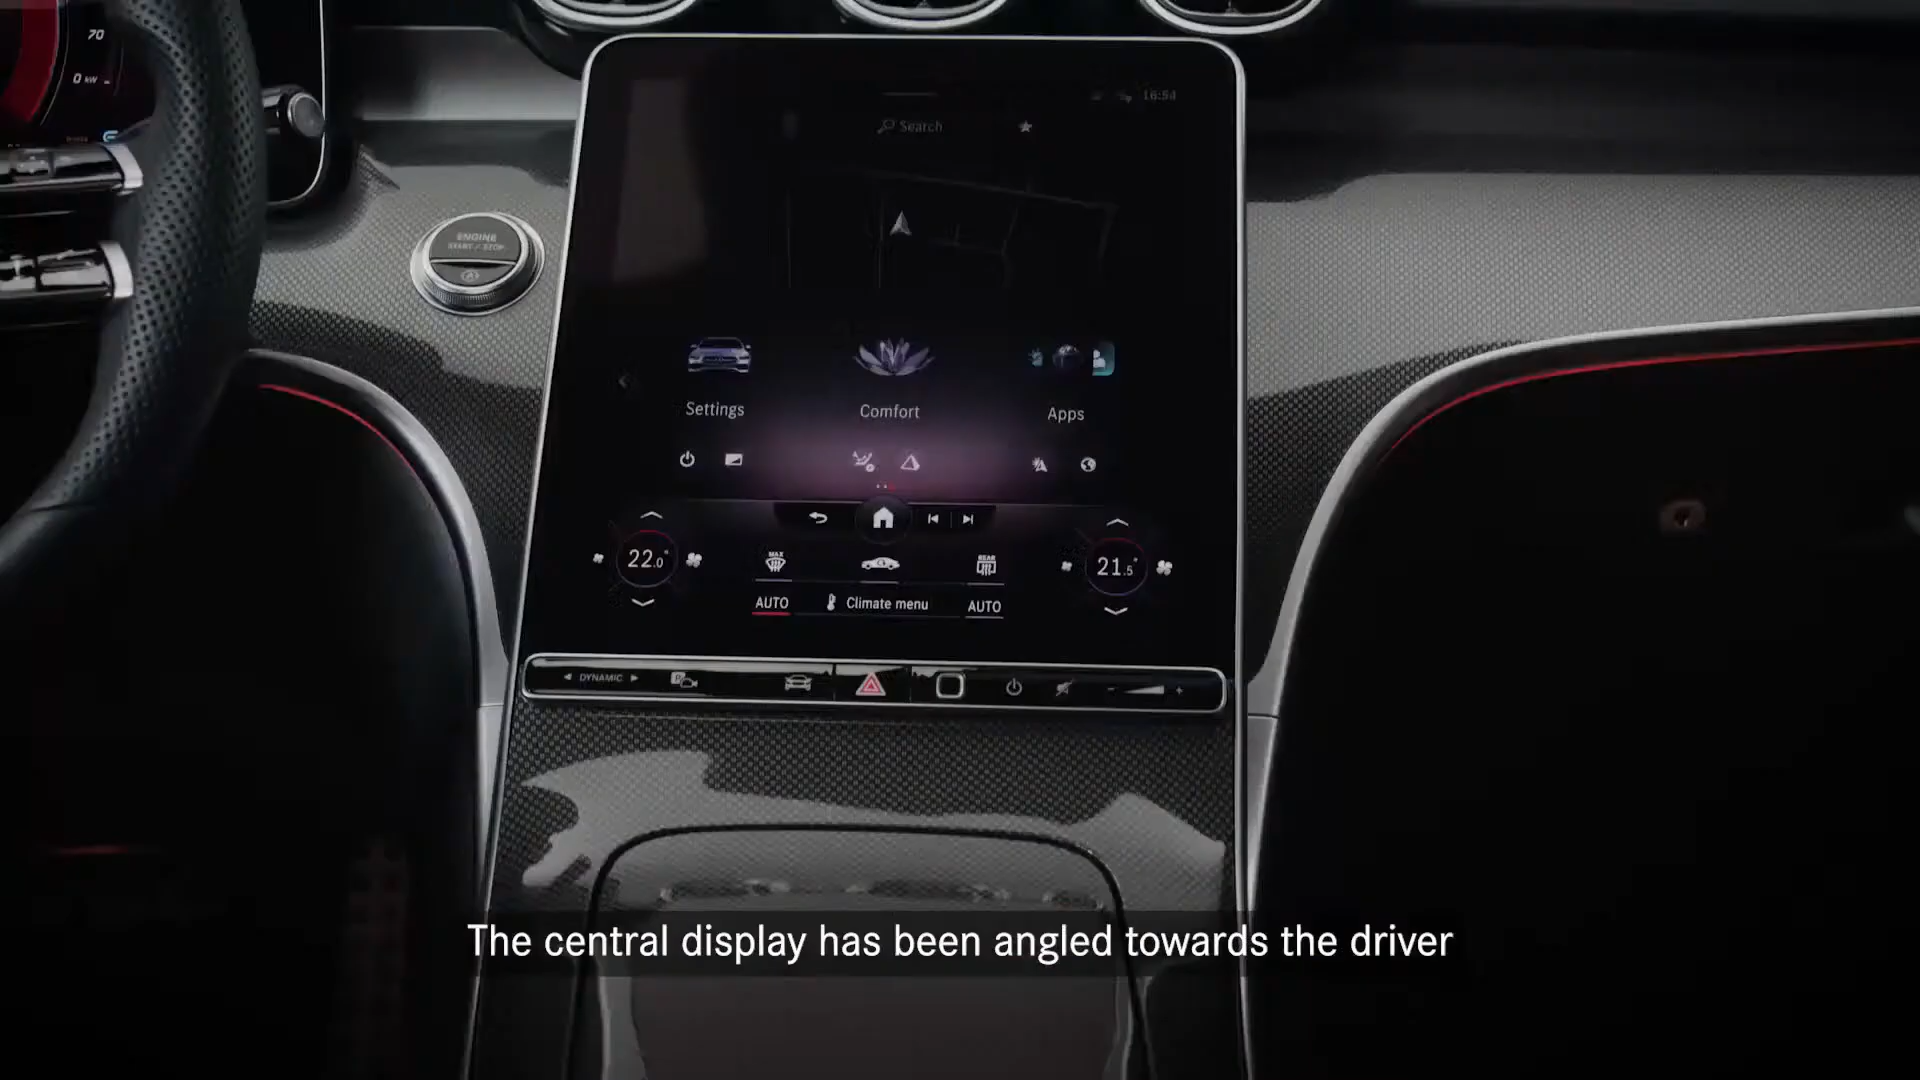 70
0 kW
16:54
Search
ENGINE
START / STOP
Settings
Comfort
Apps
22.0°
21.5°
MAX
REAR
AUTO
Climate menu
AUTO
DYNAMIC
The central display has been angled towards the driver